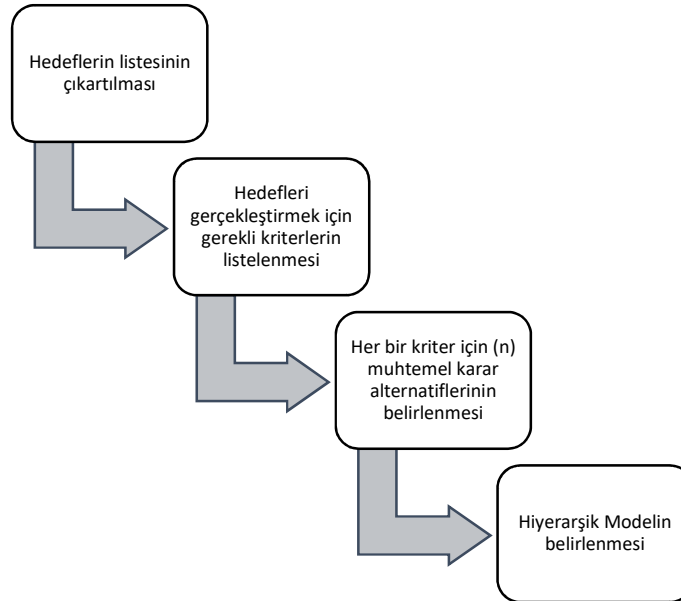 Hedeflerin listesinin
çıkartılması
Hedefleri
gerçekleştirmek için
gerekli kriterlerin
listelenmesi
Her bir kriter için (n)
muhtemel karar
alternatiflerinin
belirlenmesi
Hiyerarşik Modelin
belirlenmesi